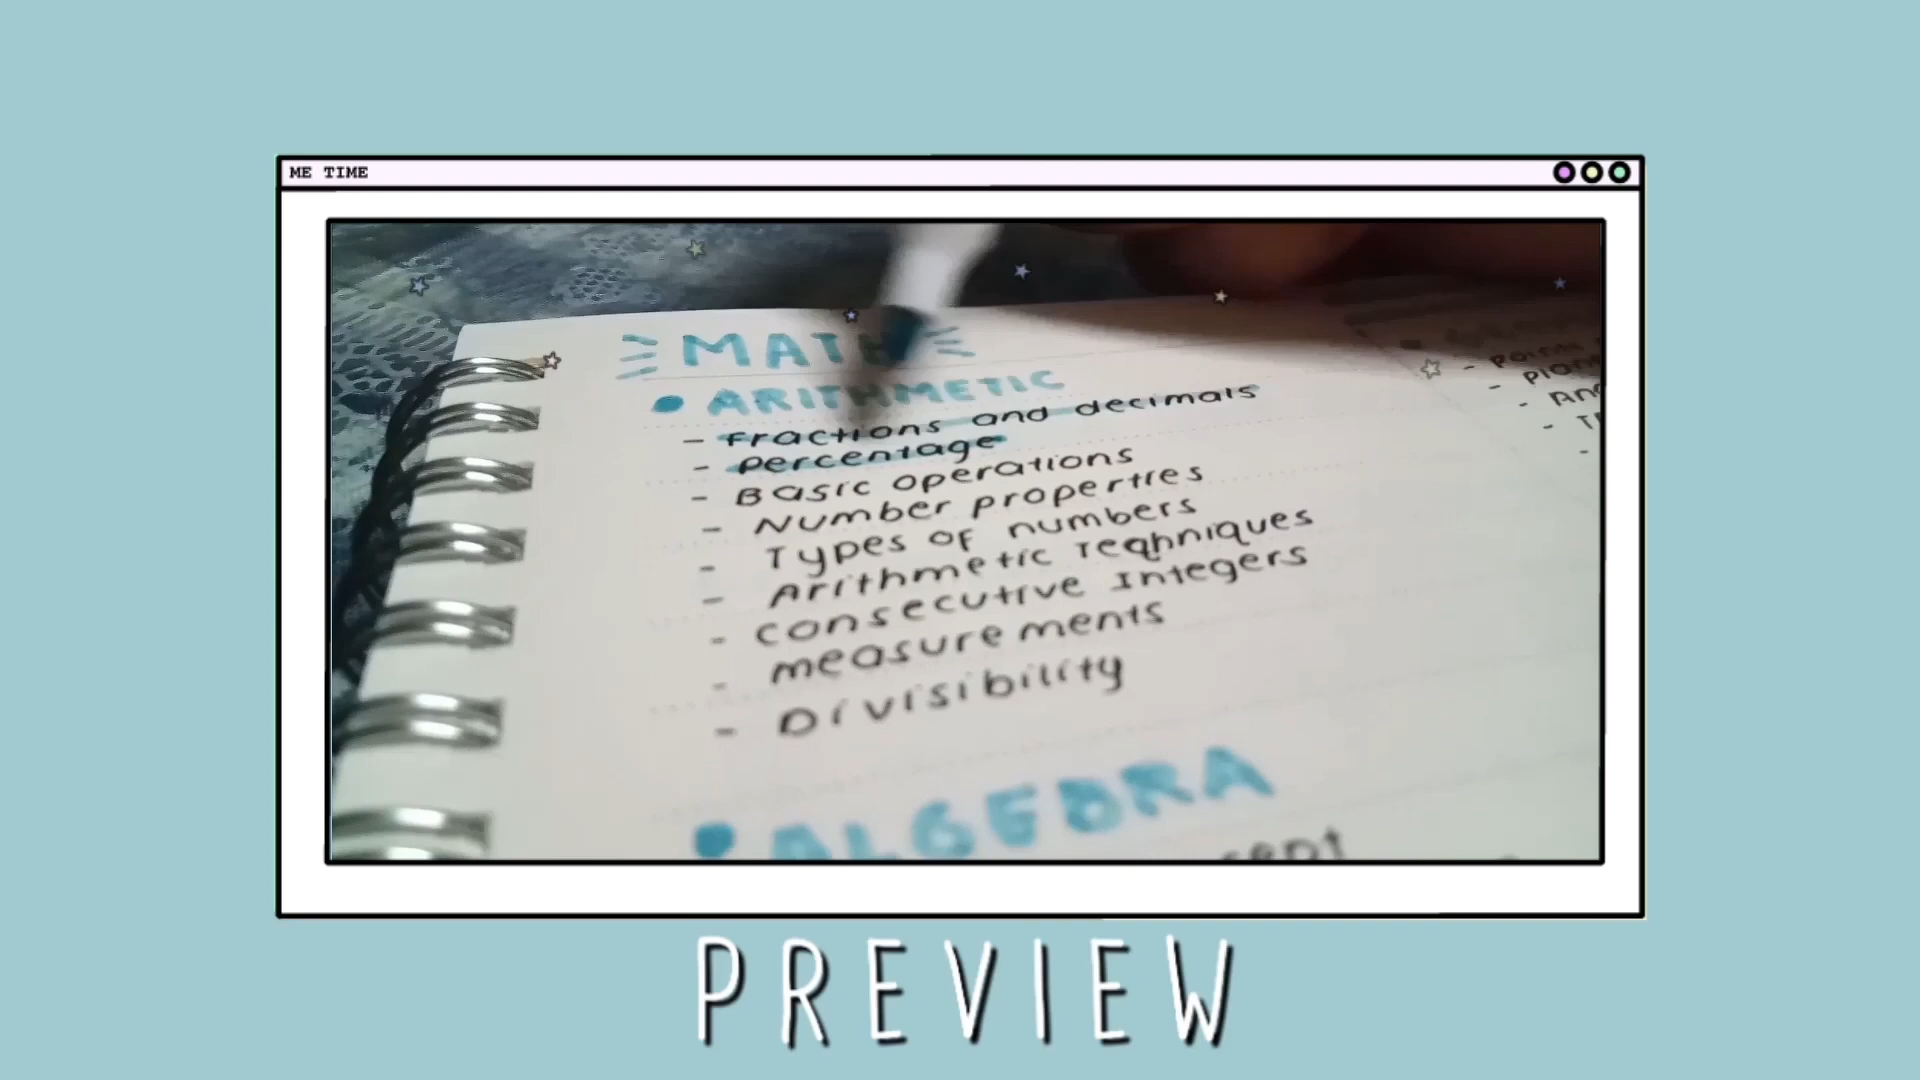 ME TIME
MATH
• ARITHMETIC
- Fractions and decimals
- Percentage
- Basic operations
- Number properties
- Types of numbers
- Arithmetic Teqhniques
- consecutive Integers
- measurements
- Divisibility
• ALGEBRA
- Points
PREVIEW